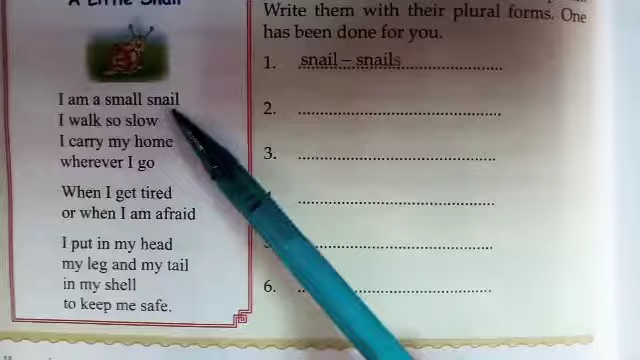 A Little Snail
I am a small snail
I walk so slow
I carry my home
wherever I go
When I get tired
or when I am afraid
I put in my head
my leg and my tail
in my shell
to keep me safe.
Write them with their plural forms. One
has been done for you.
1. snail – snails
2.
3.
6.